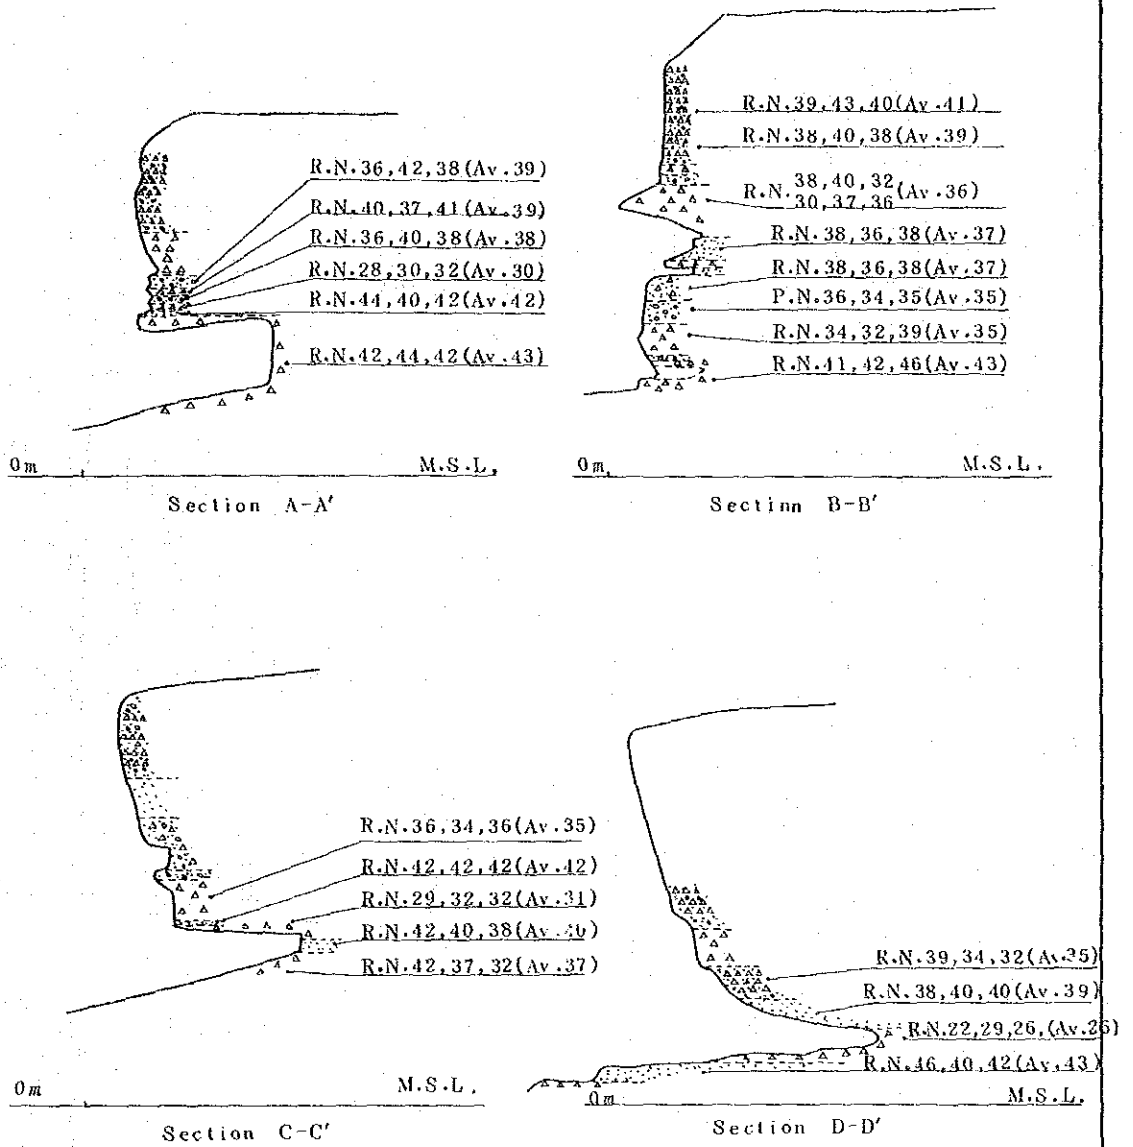 R.N.36,42,38(Av.39)
R.N.40,37,41(Av.39)
R.N.36,40,38(Av.38)
R.N.28,30,32(Av.30)
R.N.44,40,42(Av.42)
R.N.42,44,42(Av.43)
0m M.S.L.
Section A-A'
R.N.39,43,40(Av.41)
R.N.38,40,38(Av.39)
R.N. 38,40,32 (Av.36)
30,37,36
R.N.38,36,38(Av.37)
R.N.38,36,38(Av.37)
P.N.36,34,35(Av.35)
R.N.34,32,39(Av.35)
R.N.41,42,46(Av.43)
0m M.S.L.
Sectinn B-B'
R.N.36,34,36(Av.35)
R.N.42,42,42(Av.42)
R.N.29,32,32(Av.31)
R.N.42,40,38(Av.40)
R.N.42,37,32(Av.37)
0m M.S.L.
Section C-C'
R.N.39,34,32(Av.35)
R.N.38,40,40(Av.39)
R.N.22,29,26,(Av.26)
R.N.46,40,42(Av.43)
0m M.S.L.
Section D-D'